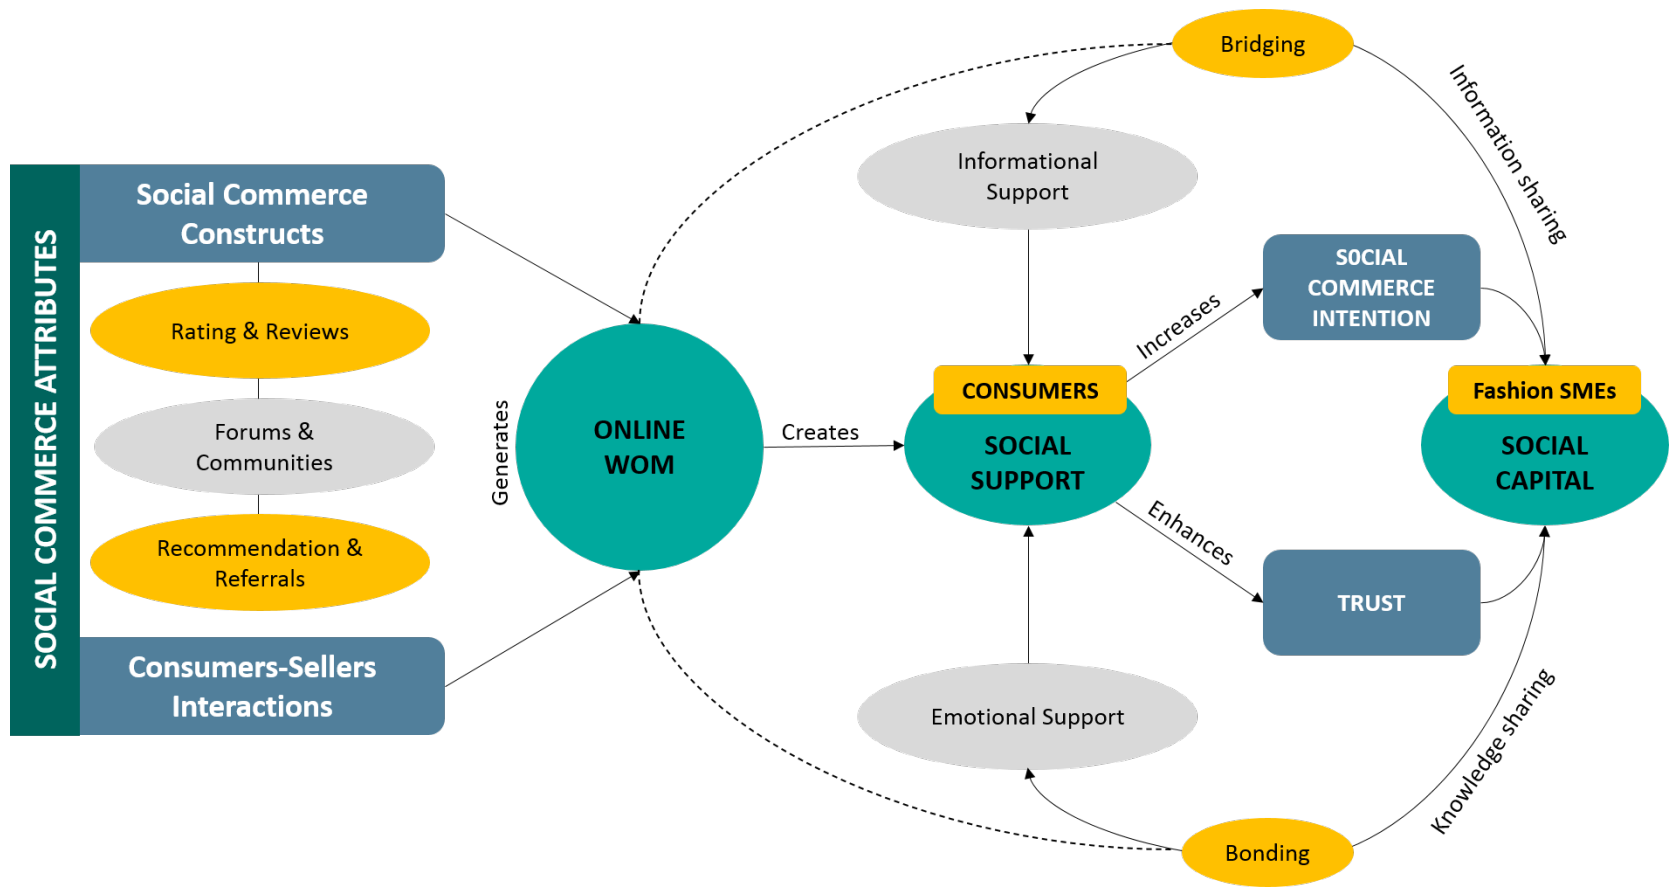 SOCIAL COMMERCE ATTRIBUTES
Social Commerce
Constructs
Rating & Reviews
Forums &
Communities
Recommendation &
Referrals
Consumers-Sellers
Interactions
Generates
ONLINE
WOM
Creates
Bridging
Informational
Support
CONSUMERS
SOCIAL
SUPPORT
Emotional Support
Bonding
Increases
Enhances
S0CIAL
COMMERCE
INTENTION
TRUST
Information sharing
Knowledge sharing
Fashion SMEs
SOCIAL
CAPITAL